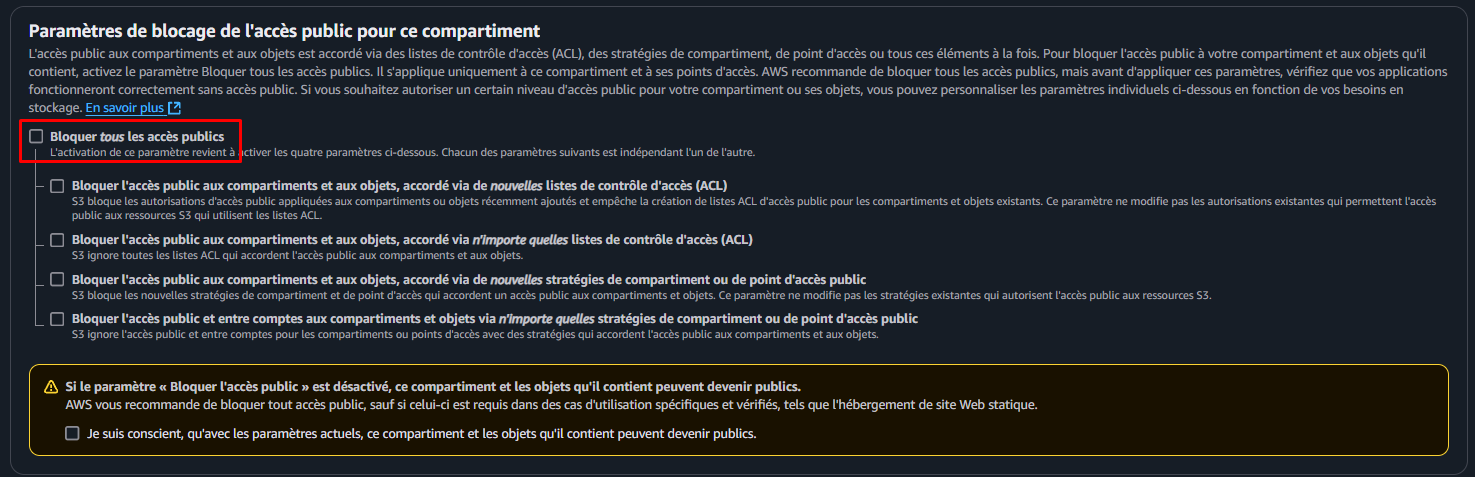 Paramètres de blocage de l'accès public pour ce compartiment
L'accès public aux compartiments et aux objets est accordé via des listes de contrôle d'accès (ACL), des stratégies de compartiment, de point d'accès ou tous ces éléments à la fois. Pour bloquer l'accès public à votre compartiment et aux objets qu'il
contient, activez le paramètre Bloquer tous les accès publics. Il s'applique uniquement à ce compartiment et à ses points d'accès. AWS recommande de bloquer tous les accès publics, mais avant d'appliquer ces paramètres, vérifiez que vos applications
fonctionneront correctement sans accès public. Si vous souhaitez autoriser un certain niveau d'accès public pour votre compartiment ou ses objets, vous pouvez personnaliser les paramètres individuels ci-dessous en fonction de vos besoins en
stockage. En savoir plus
Bloquer tous les accès publics
L'activation de ce paramètre revient à activer les quatre paramètres ci-dessous. Chacun des paramètres suivants est indépendant l'un de l'autre.
Bloquer l'accès public aux compartiments et aux objets, accordé via de nouvelles listes de contrôle d'accès (ACL)
S3 bloque les autorisations d'accès public appliquées aux compartiments ou objets récemment ajoutés et empêche la création de listes ACL d'accès public pour les compartiments et objets existants. Ce paramètre ne modifie pas les autorisations existantes qui permettent l'accès
public aux ressources S3 qui utilisent les listes ACL.
Bloquer l'accès public aux compartiments et aux objets, accordé via n'importe quelles listes de contrôle d'accès (ACL)
S3 ignore toutes les listes ACL qui accordent l'accès public aux compartiments et aux objets.
Bloquer l'accès public aux compartiments et aux objets, accordé via de nouvelles stratégies de compartiment ou de point d'accès public
S3 bloque les nouvelles stratégies de compartiment et de point d'accès qui accordent un accès public aux compartiments et objets. Ce paramètre ne modifie pas les stratégies existantes qui autorisent l'accès public aux ressources S3.
Bloquer l'accès public et entre comptes aux compartiments et objets via n'importe quelles stratégies de compartiment ou de point d'accès public
S3 ignore l'accès public et entre comptes pour les compartiments ou points d'accès avec des stratégies qui accordent l'accès public aux compartiments et aux objets.
Si le paramètre « Bloquer l'accès public » est désactivé, ce compartiment et les objets qu'il contient peuvent devenir publics.
AWS vous recommande de bloquer tout accès public, sauf si celui-ci est requis dans des cas d'utilisation spécifiques et vérifiés, tels que l'hébergement de site Web statique.
Je suis conscient, qu'avec les paramètres actuels, ce compartiment et les objets qu'il contient peuvent devenir publics.